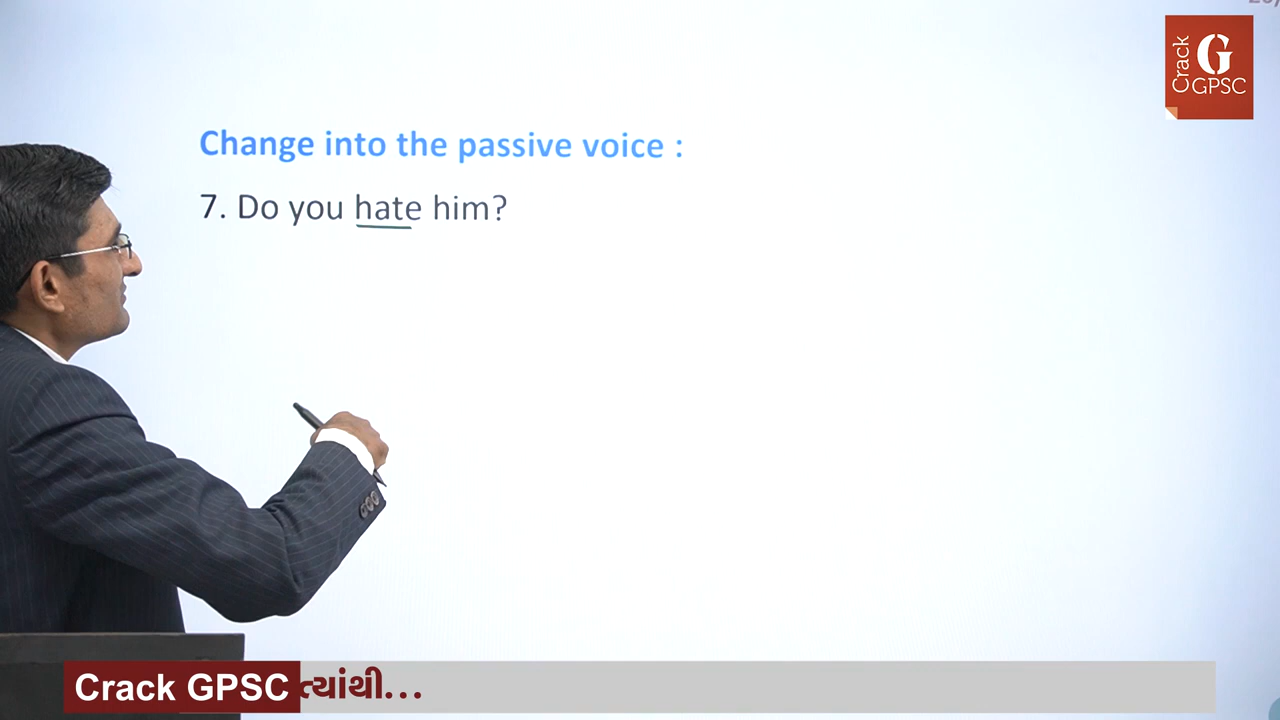 Crack
G
GPSC
Change into the passive voice :
7. Do you hate him?
Crack GPSC ત્યાંથી...